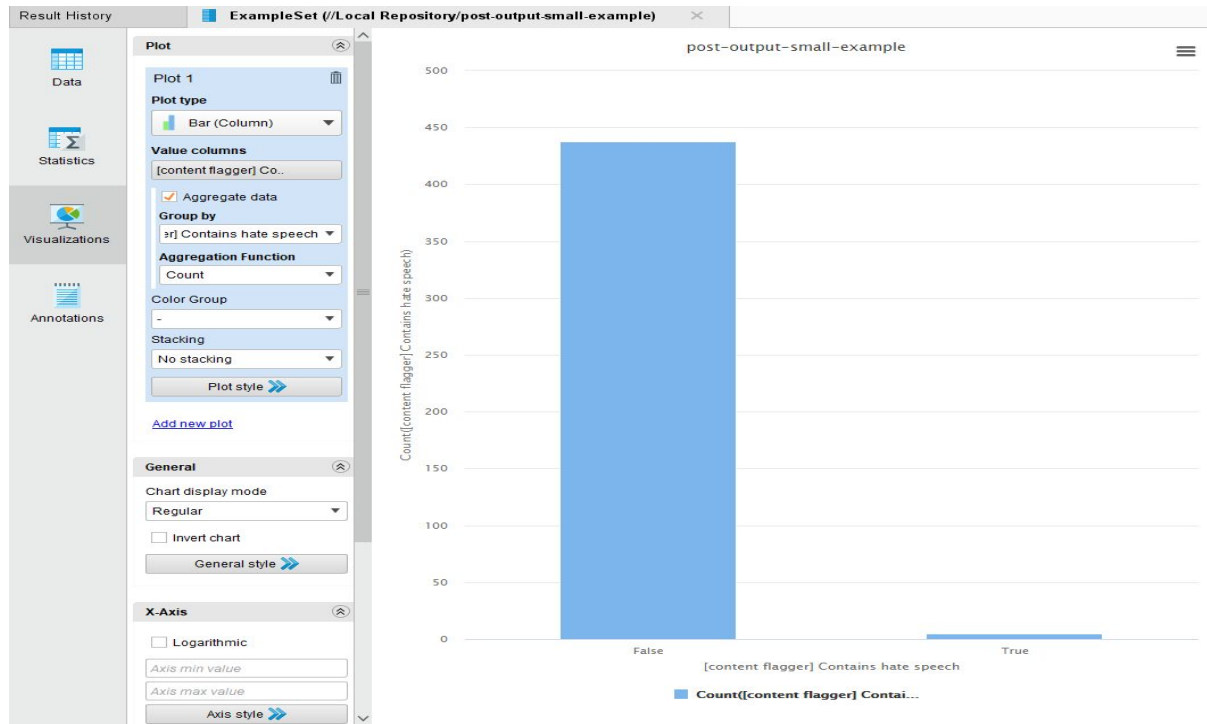 Result History
ExampleSet (//Local Repository/post-output-small-example)
Data
Statistics
Visualizations
Annotations
Plot
Plot 1
Plot type
Bar (Column)
Value columns
[content flagger] Co..
Aggregate data
Group by
er] Contains hate speech
Aggregation Function
Count
Color Group
-
Stacking
No stacking
Plot style
Add new plot
General
Chart display mode
Regular
Invert chart
General style
X-Axis
Logarithmic
Axis min value
Axis max value
Axis style
post-output-small-example
Count([content flagger] Contains hate speech)
500
450
400
350
300
250
200
150
100
50
0
False
True
[content flagger] Contains hate speech
Count([content flagger] Contai...